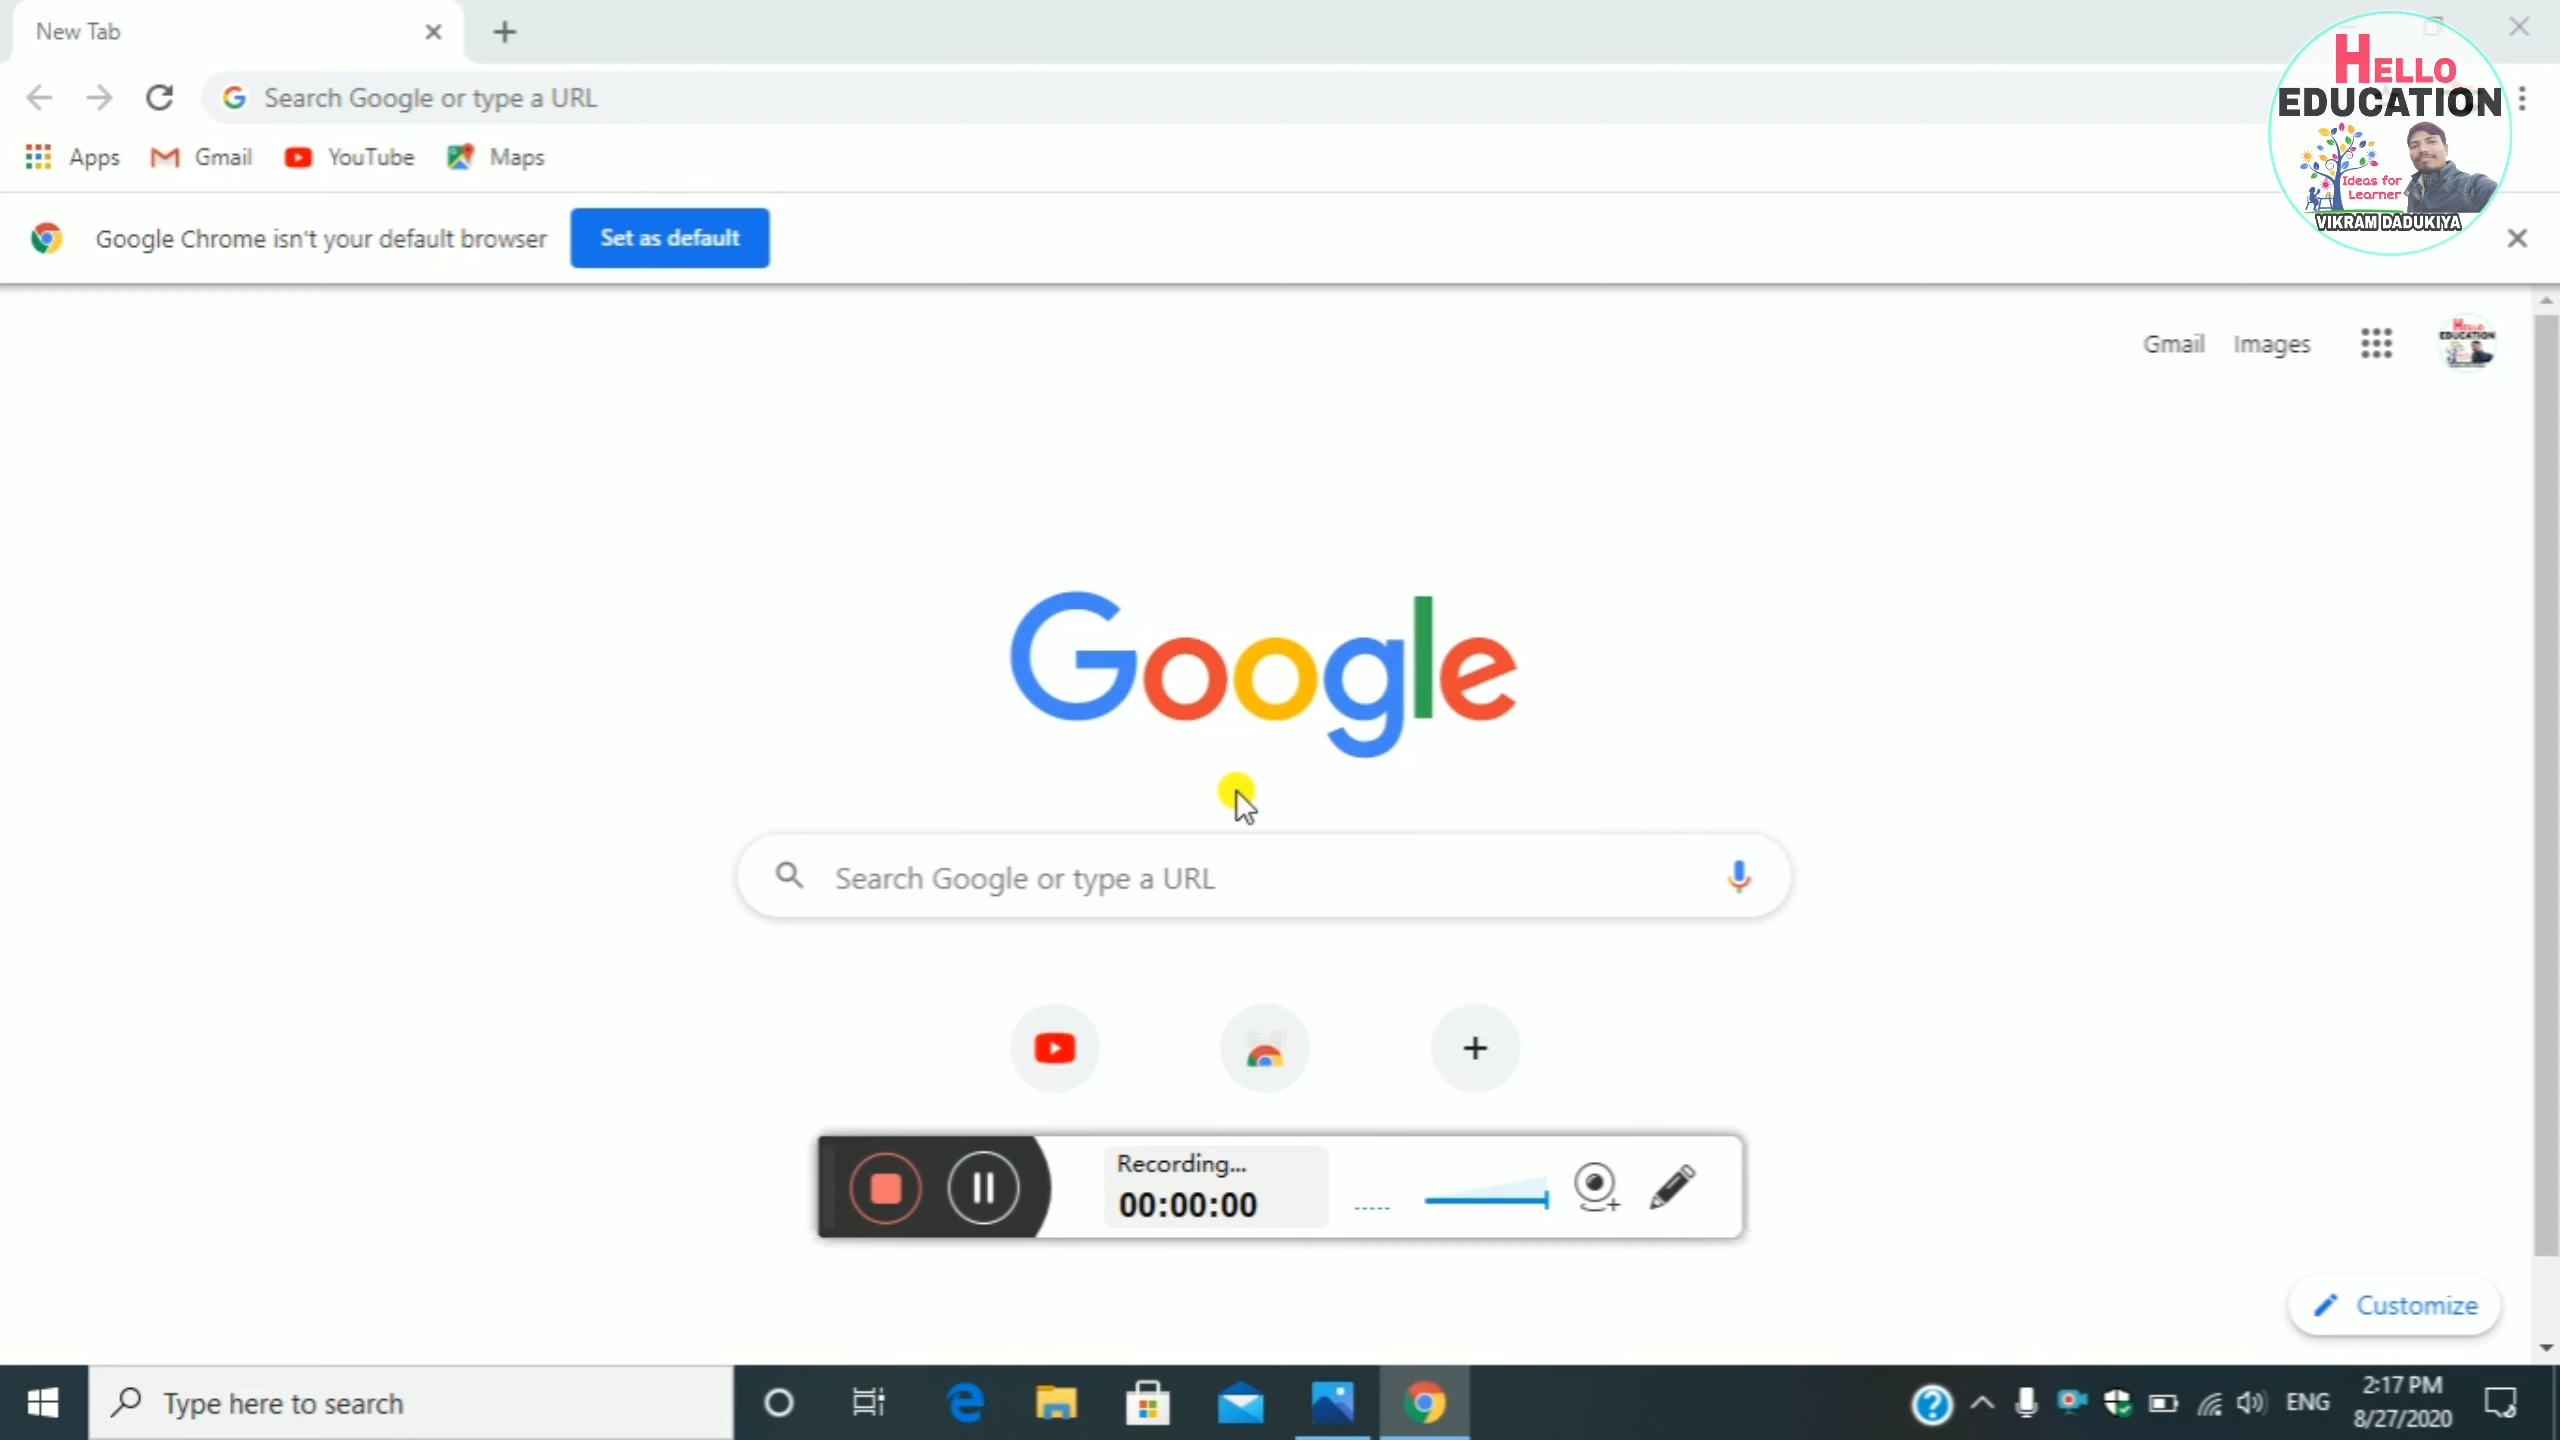 New Tab
Search Google or type a URL
HELLO
EDUCATION
Ideas for
Learner
VIKRAM DADUKIYA
Apps
Gmail
YouTube
Maps
Google Chrome isn't your default browser
Set as default
Gmail
Images
HELLO
EDUCATION
Google
Search Google or type a URL
Recording...
00:00:00
Customize
Type here to search
ENG
2:17 PM
8/27/2020